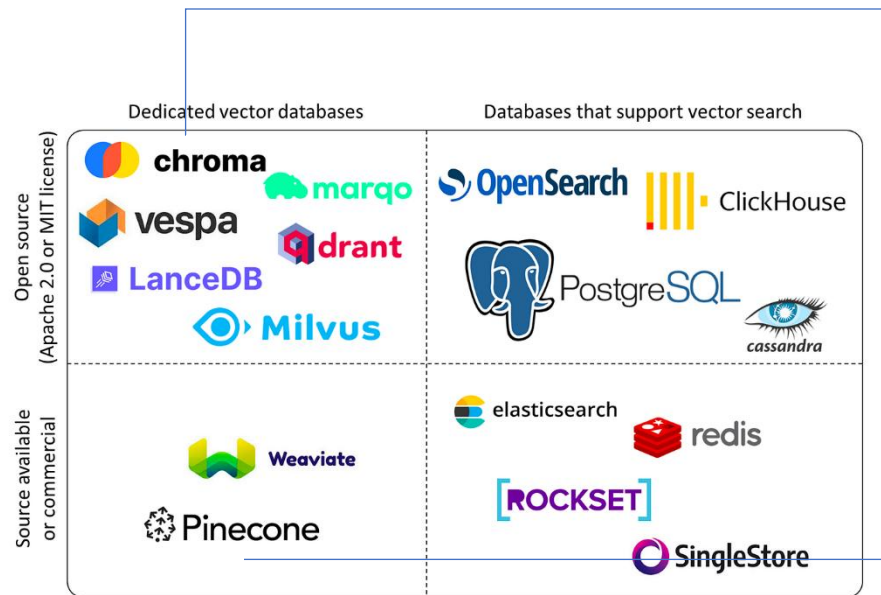 Dedicated vector databases
Databases that support vector search
Open source
(Apache 2.0 or MIT license)
chroma
marqo
vespa
qdrant
LanceDB
Milvus
OpenSearch
ClickHouse
PostgreSQL
cassandra
Source available
or commercial
Weaviate
Pinecone
elasticsearch
redis
[ROCKSET]
SingleStore